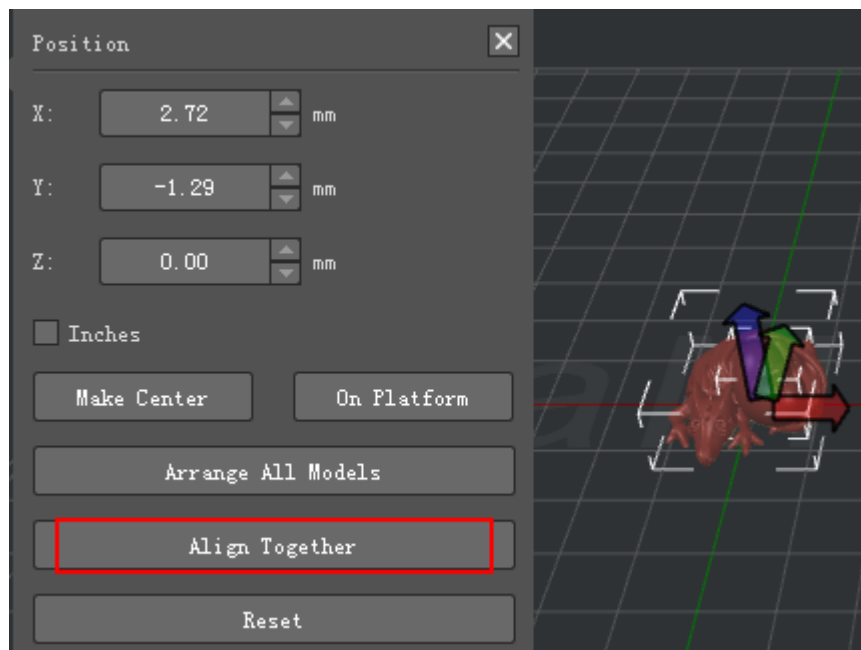 Position
X: 2.72 mm
Y: -1.29 mm
Z: 0.00 mm
Inches
Make Center On Platform
Arrange All Models
Align Together
Reset